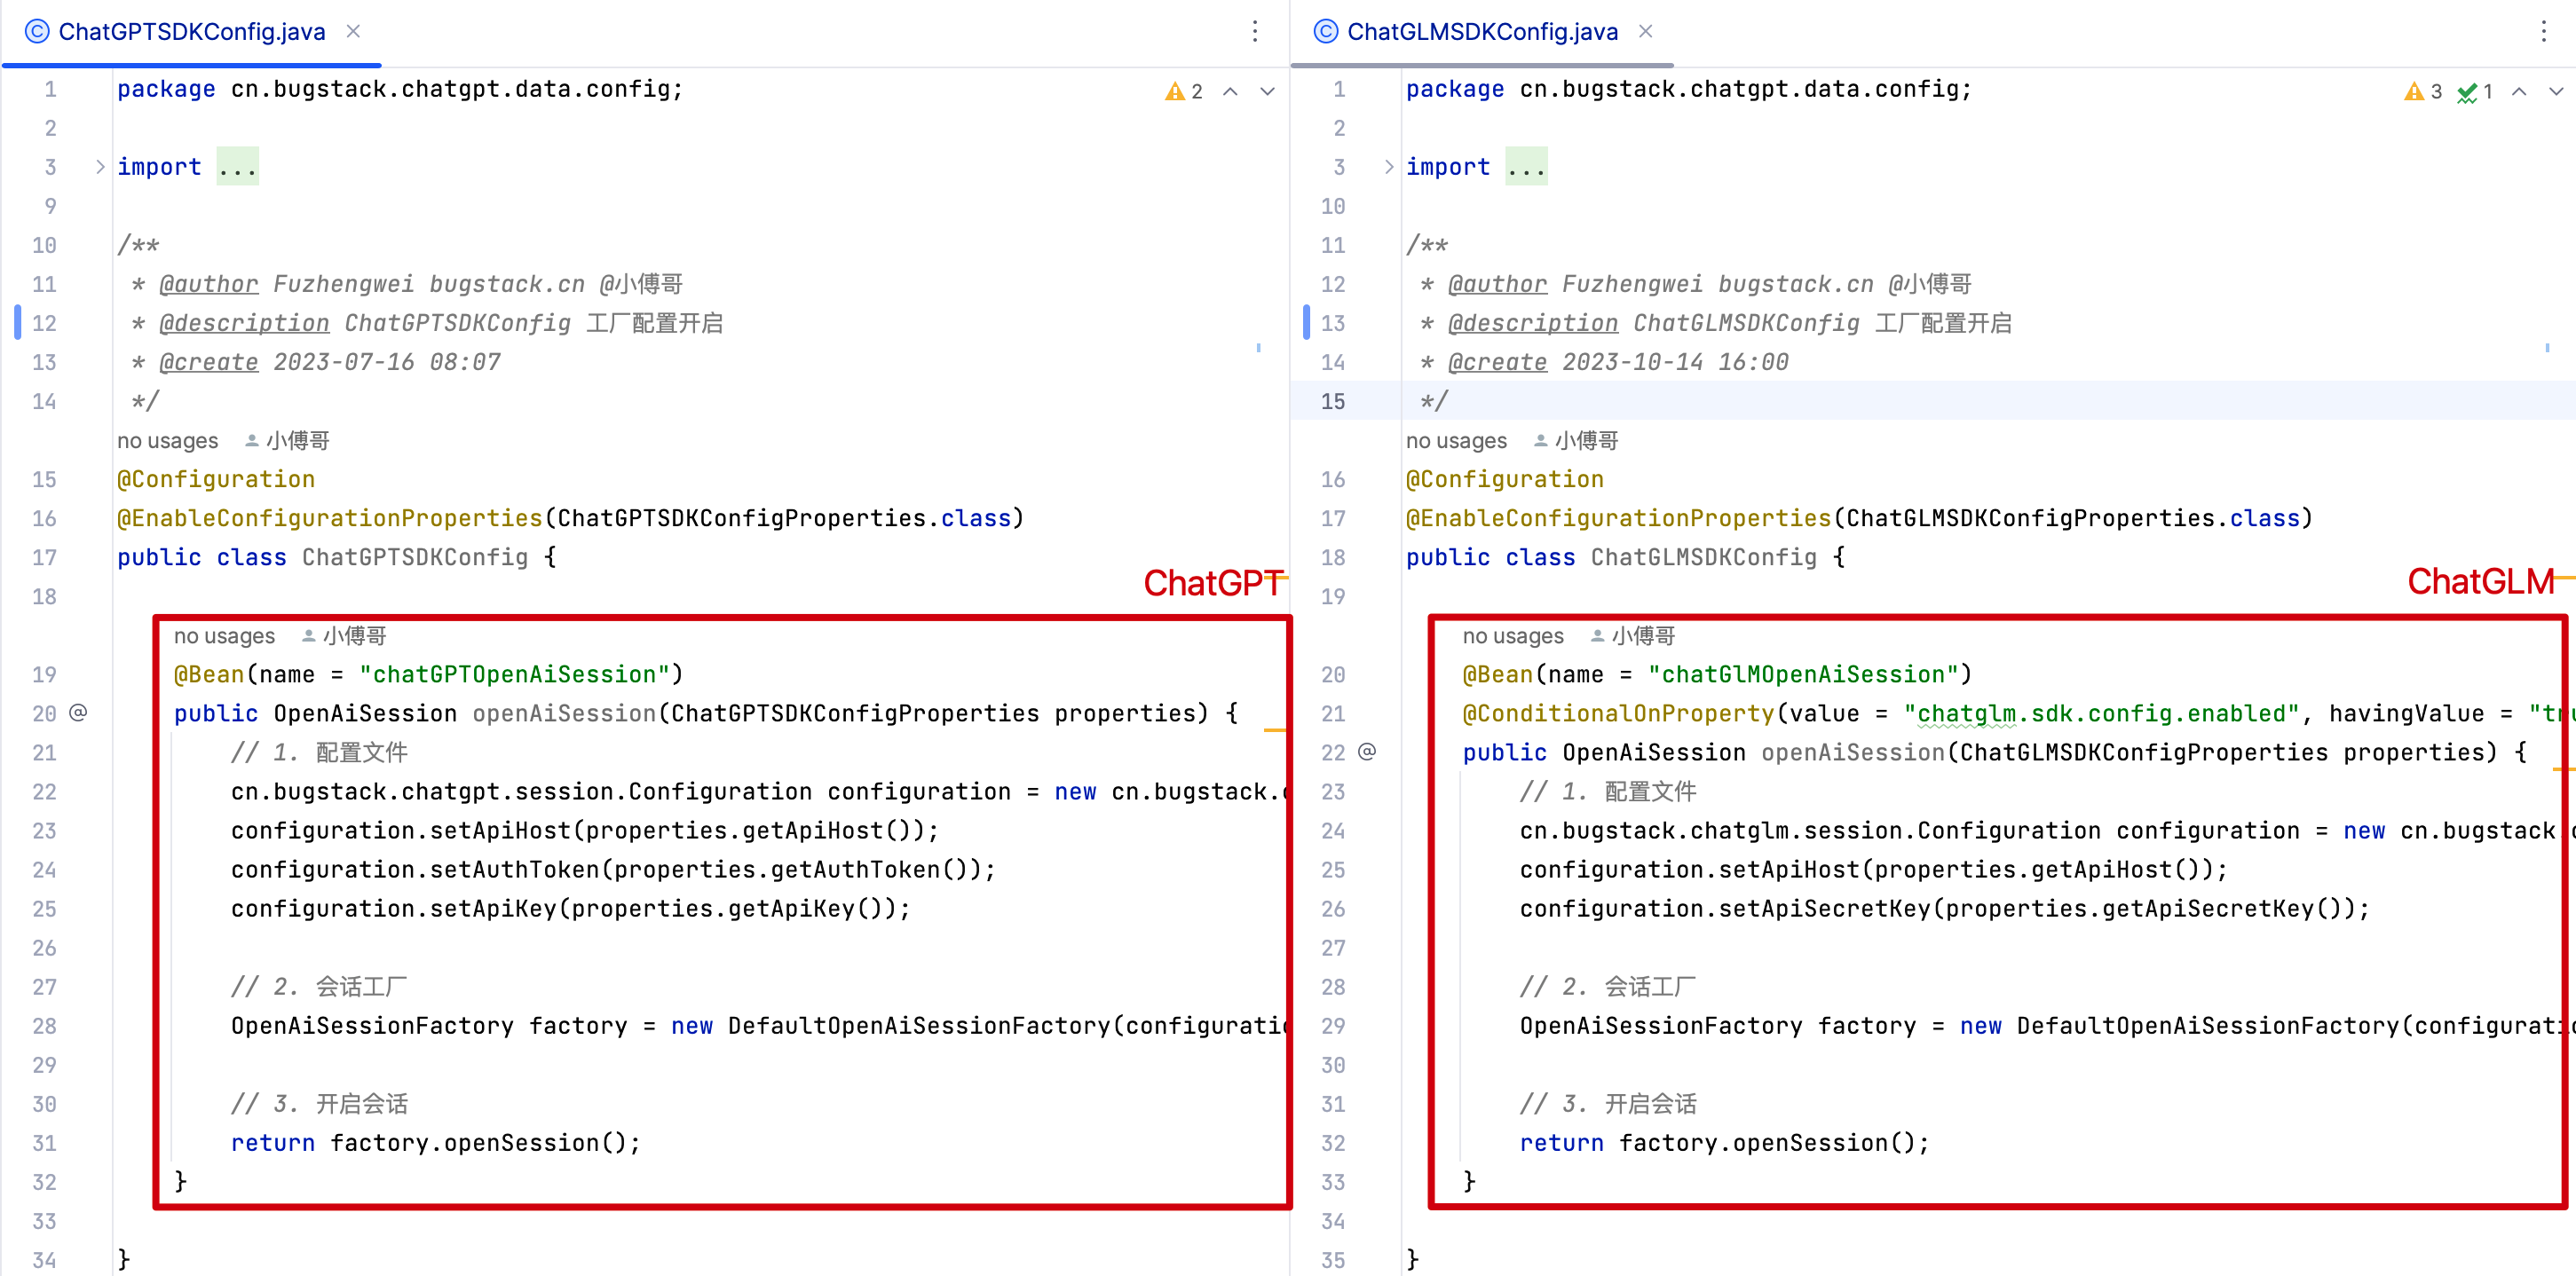 ChatGPTSDKConfig.java
1 package cn.bugstack.chatgpt.data.config;
2
3 import ...
9
10 /**
11 * @author Fuzhengwei bugstack.cn @小傅哥
12 * @description ChatGPTSDKConfig 工厂配置开启
13 * @create 2023-07-16 08:07
14 */
no usages 小傅哥
15 @Configuration
16 @EnableConfigurationProperties(ChatGPTSDKConfigProperties.class)
17 public class ChatGPTSDKConfig {
ChatGPT
18
no usages 小傅哥
19 @Bean(name = "chatGPTOpenAiSession")
20 @ public OpenAiSession openAiSession(ChatGPTSDKConfigProperties properties) {
21 // 1. 配置文件
22 cn.bugstack.chatgpt.session.Configuration configuration = new cn.bugstack.
23 configuration.setApiHost(properties.getApiHost());
24 configuration.setAuthToken(properties.getAuthToken());
25 configuration.setApiKey(properties.getApiKey());
26
27 // 2. 会话工厂
28 OpenAiSessionFactory factory = new DefaultOpenAiSessionFactory(configuratio
29
30 // 3. 开启会话
31 return factory.openSession();
32 }
33
34 }
2
ChatGLMSDKConfig.java
1 package cn.bugstack.chatgpt.data.config;
2
3 import ...
10
11 /**
12 * @author Fuzhengwei bugstack.cn @小傅哥
13 * @description ChatGLMSDKConfig 工厂配置开启
14 * @create 2023-10-14 16:00
15 */
no usages 小傅哥
16 @Configuration
17 @EnableConfigurationProperties(ChatGLMSDKConfigProperties.class)
18 public class ChatGLMSDKConfig {
ChatGLM
19
no usages 小傅哥
20 @Bean(name = "chatGlMOpenAiSession")
21 @ConditionalOnProperty(value = "chatglm.sdk.config.enabled", havingValue = "tru
22 @ public OpenAiSession openAiSession(ChatGLMSDKConfigProperties properties) {
23 // 1. 配置文件
24 cn.bugstack.chatglm.session.Configuration configuration = new cn.bugstack
25 configuration.setApiHost(properties.getApiHost());
26 configuration.setApiSecretKey(properties.getApiSecretKey());
27
28 // 2. 会话工厂
29 OpenAiSessionFactory factory = new DefaultOpenAiSessionFactory(configuratio
30
31 // 3. 开启会话
32 return factory.openSession();
33 }
34
35 }
3 1